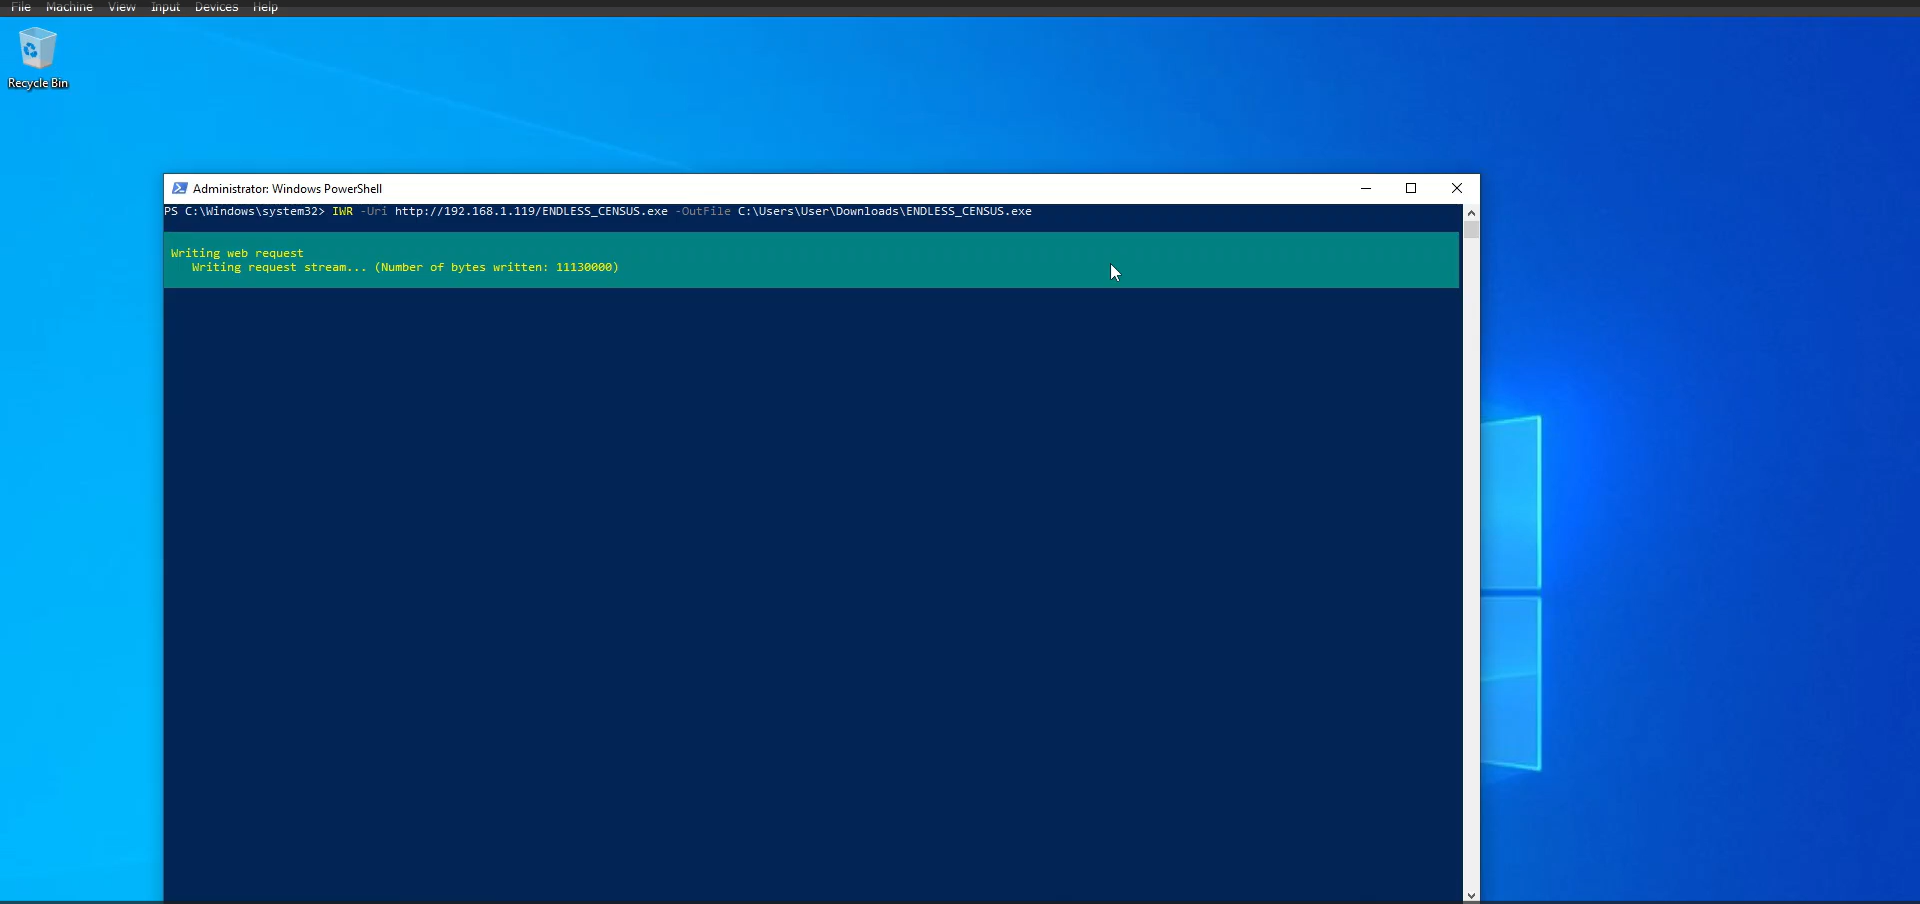 File Machine View Input Devices Help
Recycle Bin
Administrator: Windows PowerShell
PS C:\Windows\system32> IWR -Uri http://192.168.1.119/ENDLESS_CENSUS.exe -OutFile C:\Users\User\Downloads\ENDLESS_CENSUS.exe
Writing web request
Writing request stream... (Number of bytes written: 11130000)